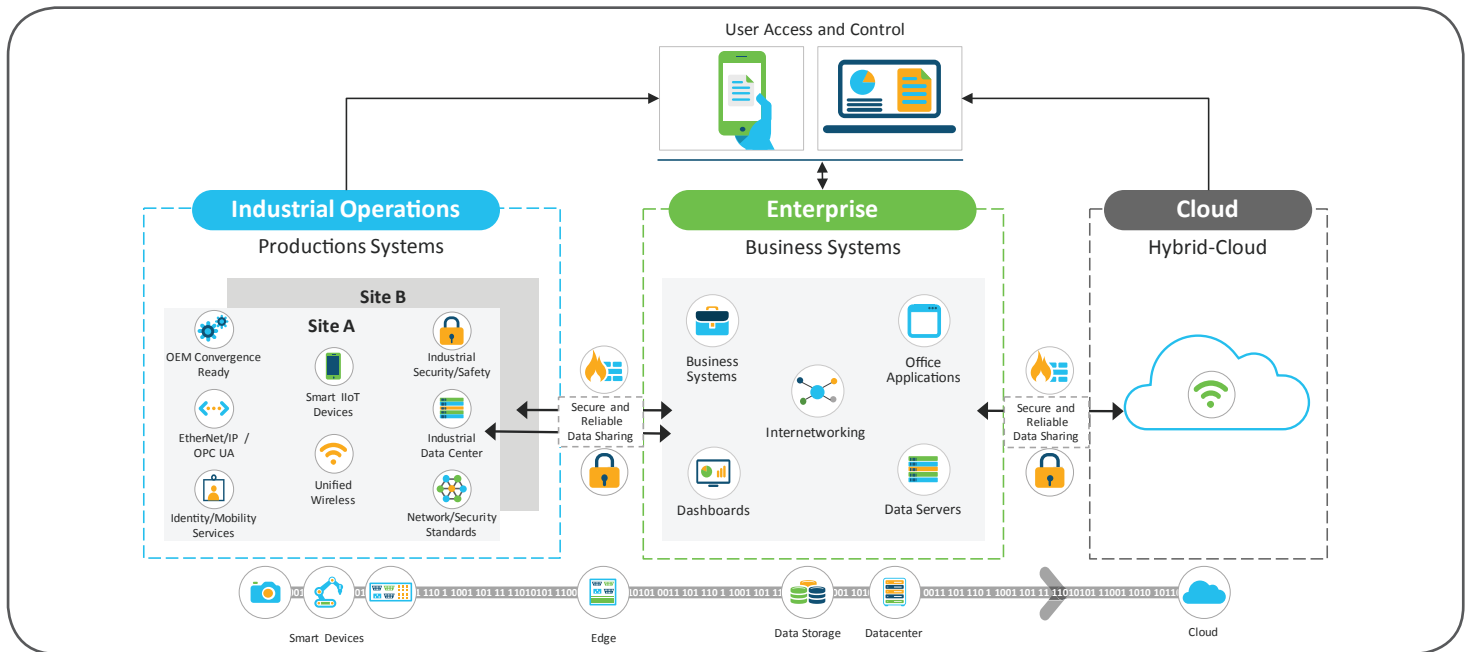 User Access and Control
Industrial Operations
Productions Systems
Site B
Site A
OEM Convergence
Ready
Smart IIoT
Devices
Industrial
Security/Safety
EtherNet/IP /
OPC UA
Industrial
Data Center
Unified
Wireless
Identity/Mobility
Services
Network/Security
Standards
Secure and
Reliable
Data Sharing
Enterprise
Business Systems
Business
Systems
Office
Applications
Internetworking
Dashboards
Data Servers
Secure and
Reliable
Data Sharing
Cloud
Hybrid-Cloud
Smart Devices
Edge
Data Storage
Datacenter
Cloud